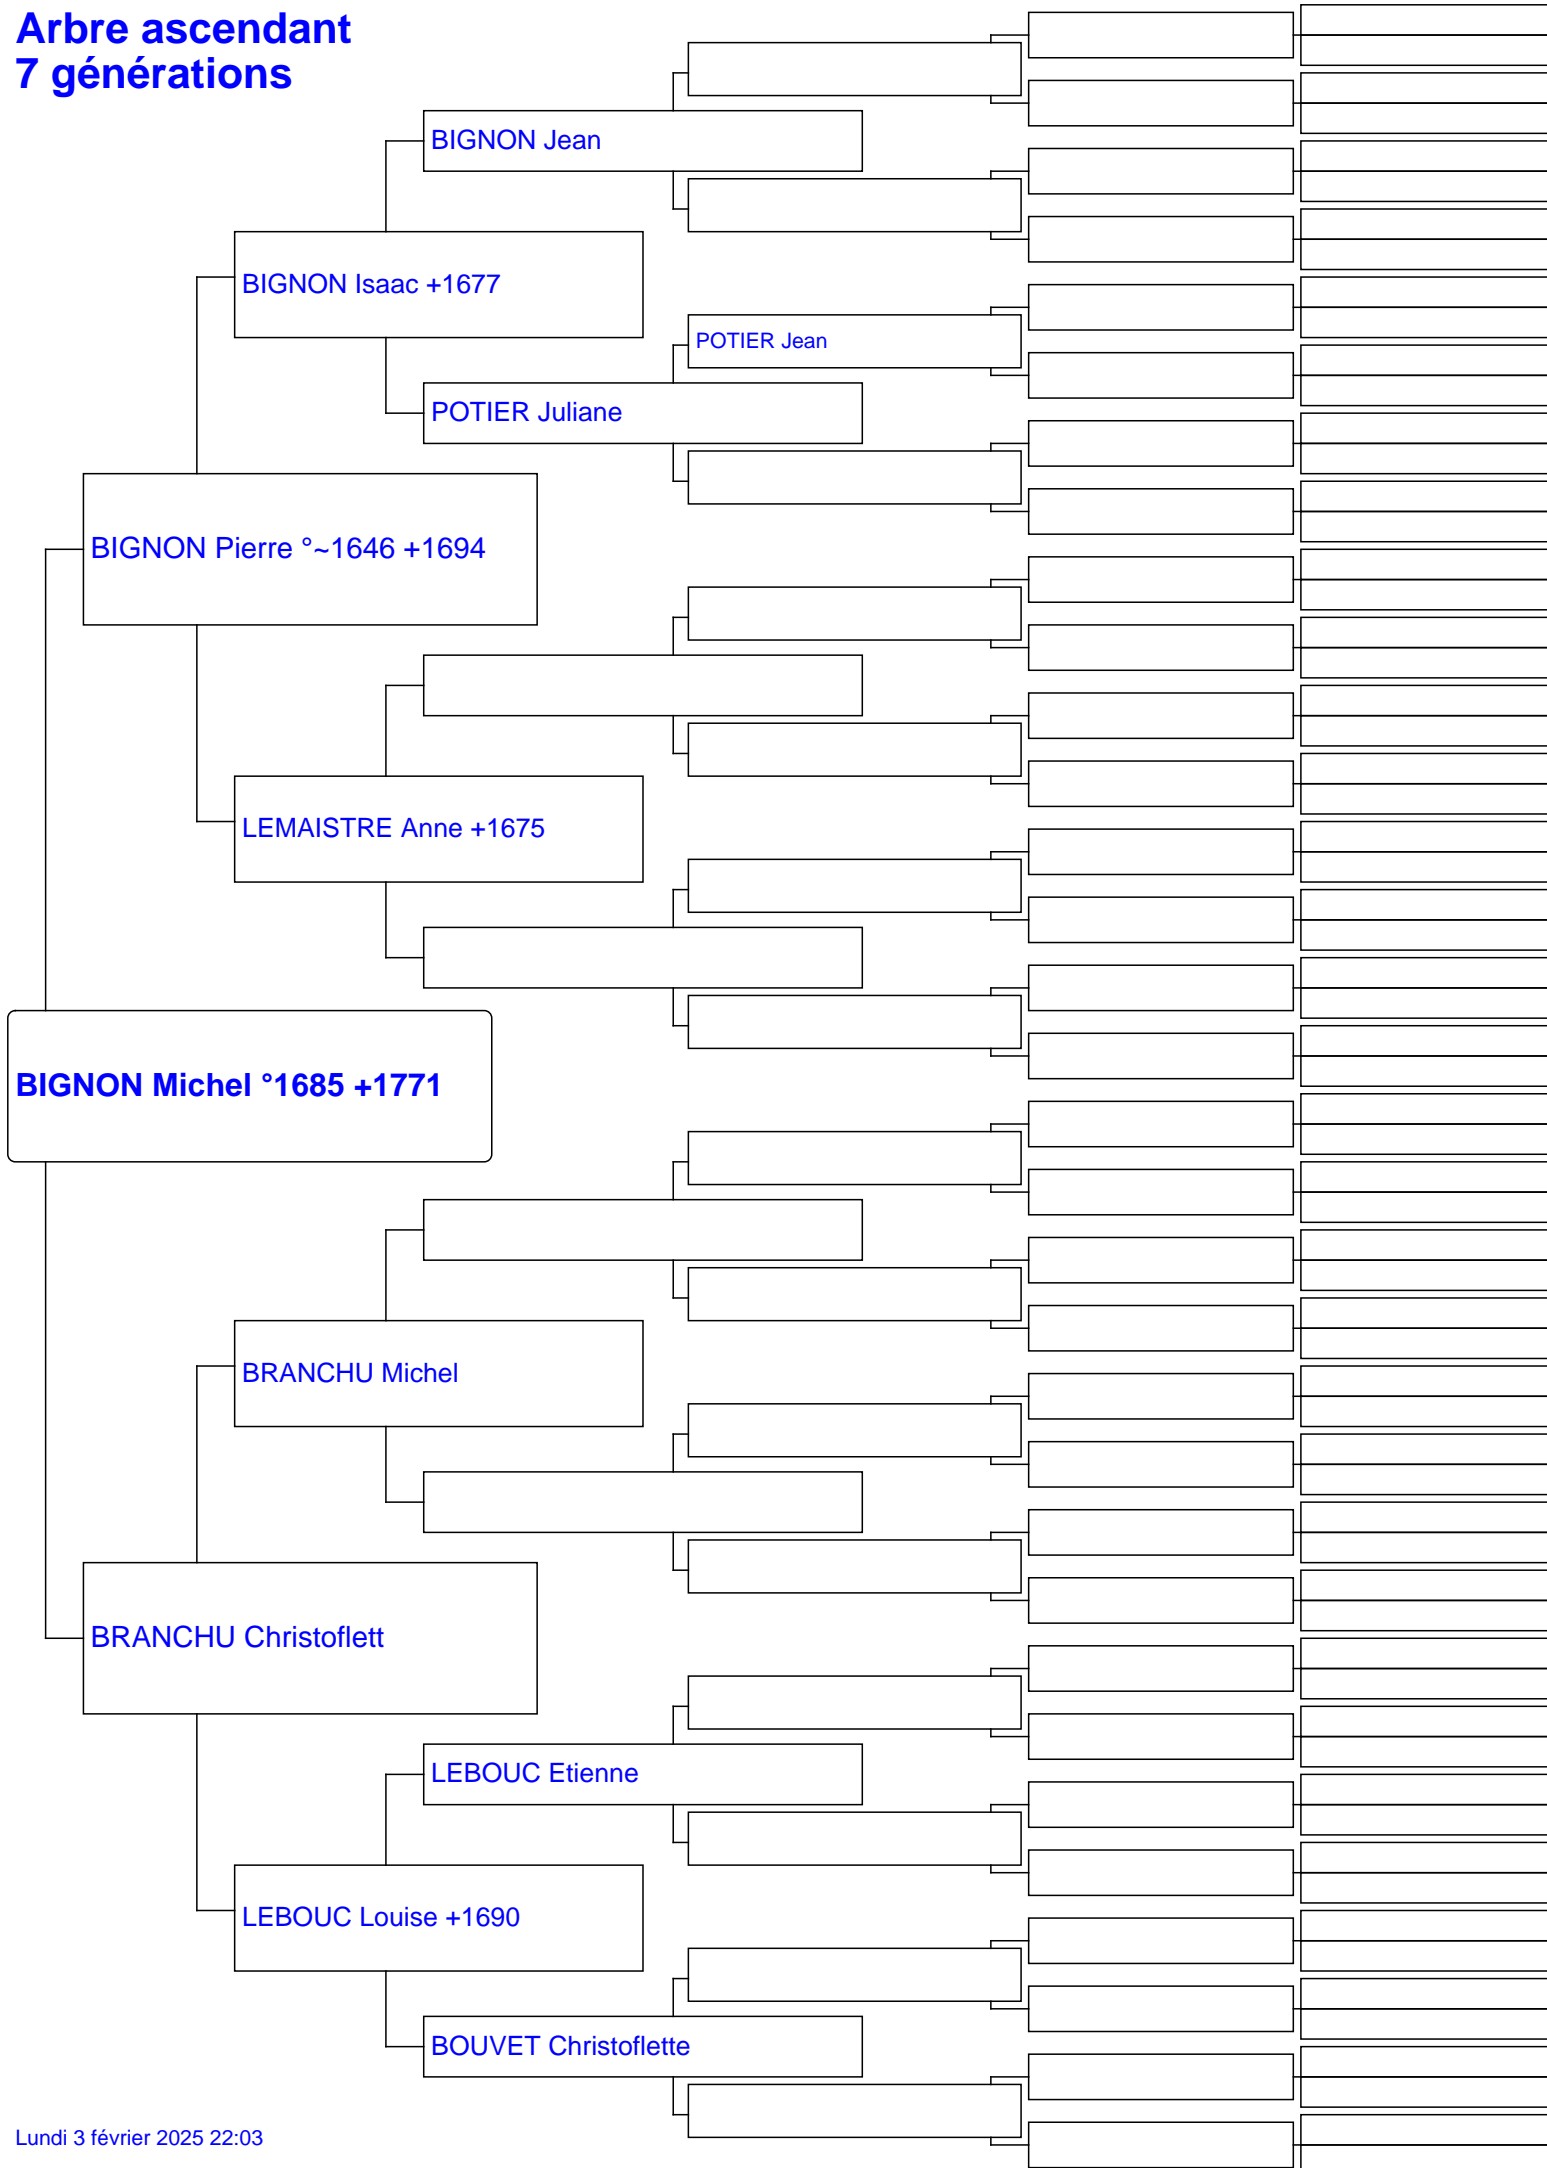 Arbre ascendant
7 générations
BIGNON Jean
BIGNON Isaac +1677
POTIER Jean
POTIER Juliane
BIGNON Pierre °~1646 +1694
LEMAISTRE Anne +1675
BIGNON Michel °1685 +1771
BRANCHU Michel
BRANCHU Christoflett
LEBOUC Etienne
LEBOUC Louise +1690
BOUVET Christoflette
Lundi 3 février 2025 22:03